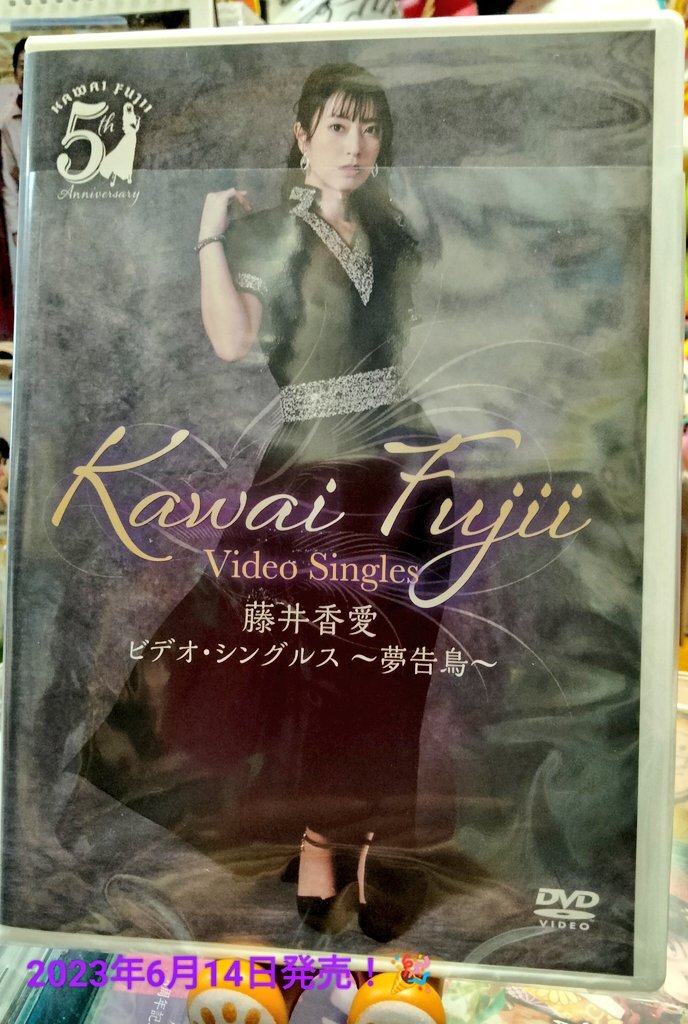 KAWAI FUJII
5th
Anniversary
Kawai Fujii
Video Singles
藤井香愛
ビデオ・シングルス 〜夢告鳥〜
DVD
VIDEO
2023年6月14日発売！🎊